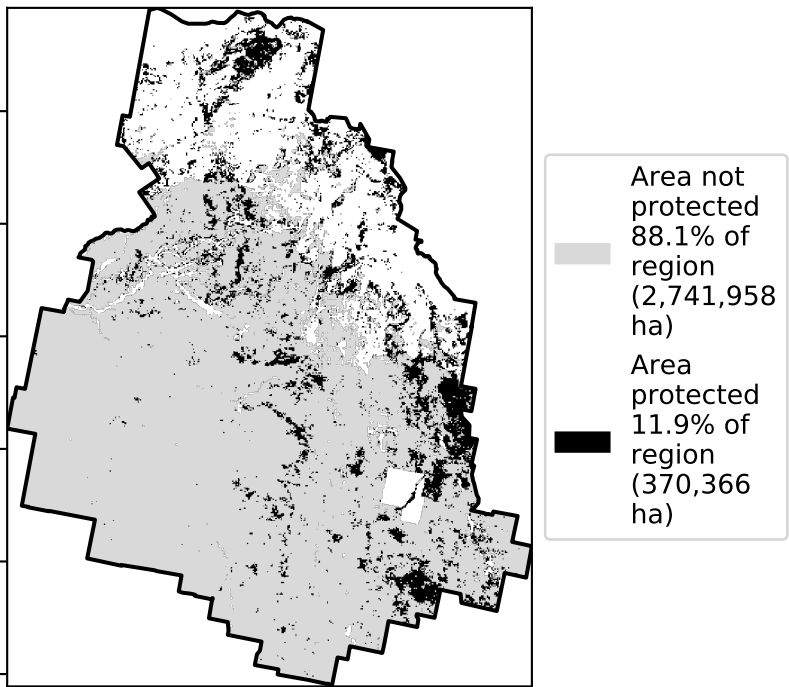 Area not
protected
88.1% of
region
(2,741,958
ha)
Area
protected
11.9% of
region
(370,366
ha)